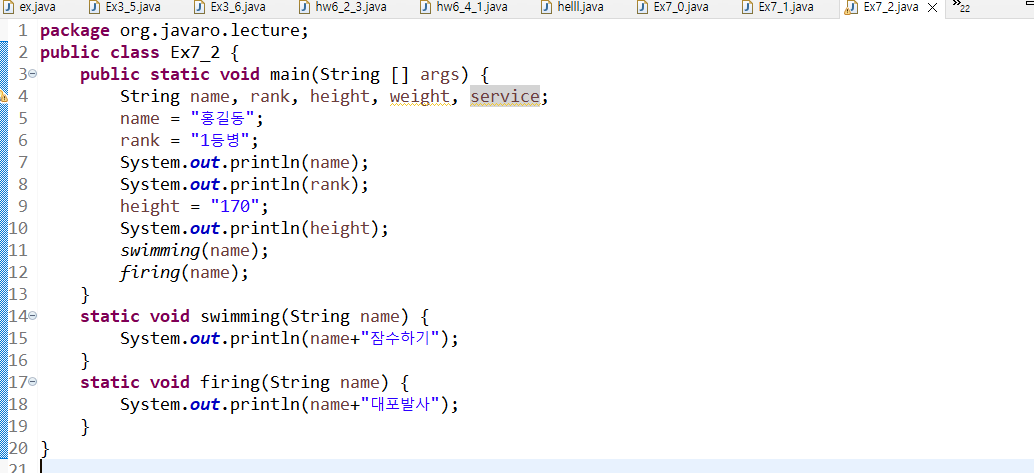 ex.java Ex3_5.java Ex3_6.java hw6_2_3.java hw6_4_1.java helll.java Ex7_0.java Ex7_1.java Ex7_2.java »22
1 package org.javaro.lecture;
2 public class Ex7_2 {
3 public static void main(String [] args) {
4 String name, rank, height, weight, service;
5 name = "홍길동";
6 rank = "1등병";
7 System.out.println(name);
8 System.out.println(rank);
9 height = "170";
10 System.out.println(height);
11 swimming(name);
12 firing(name);
13 }
14 static void swimming(String name) {
15 System.out.println(name+"잠수하기");
16 }
17 static void firing(String name) {
18 System.out.println(name+"대포발사");
19 }
20 }
21